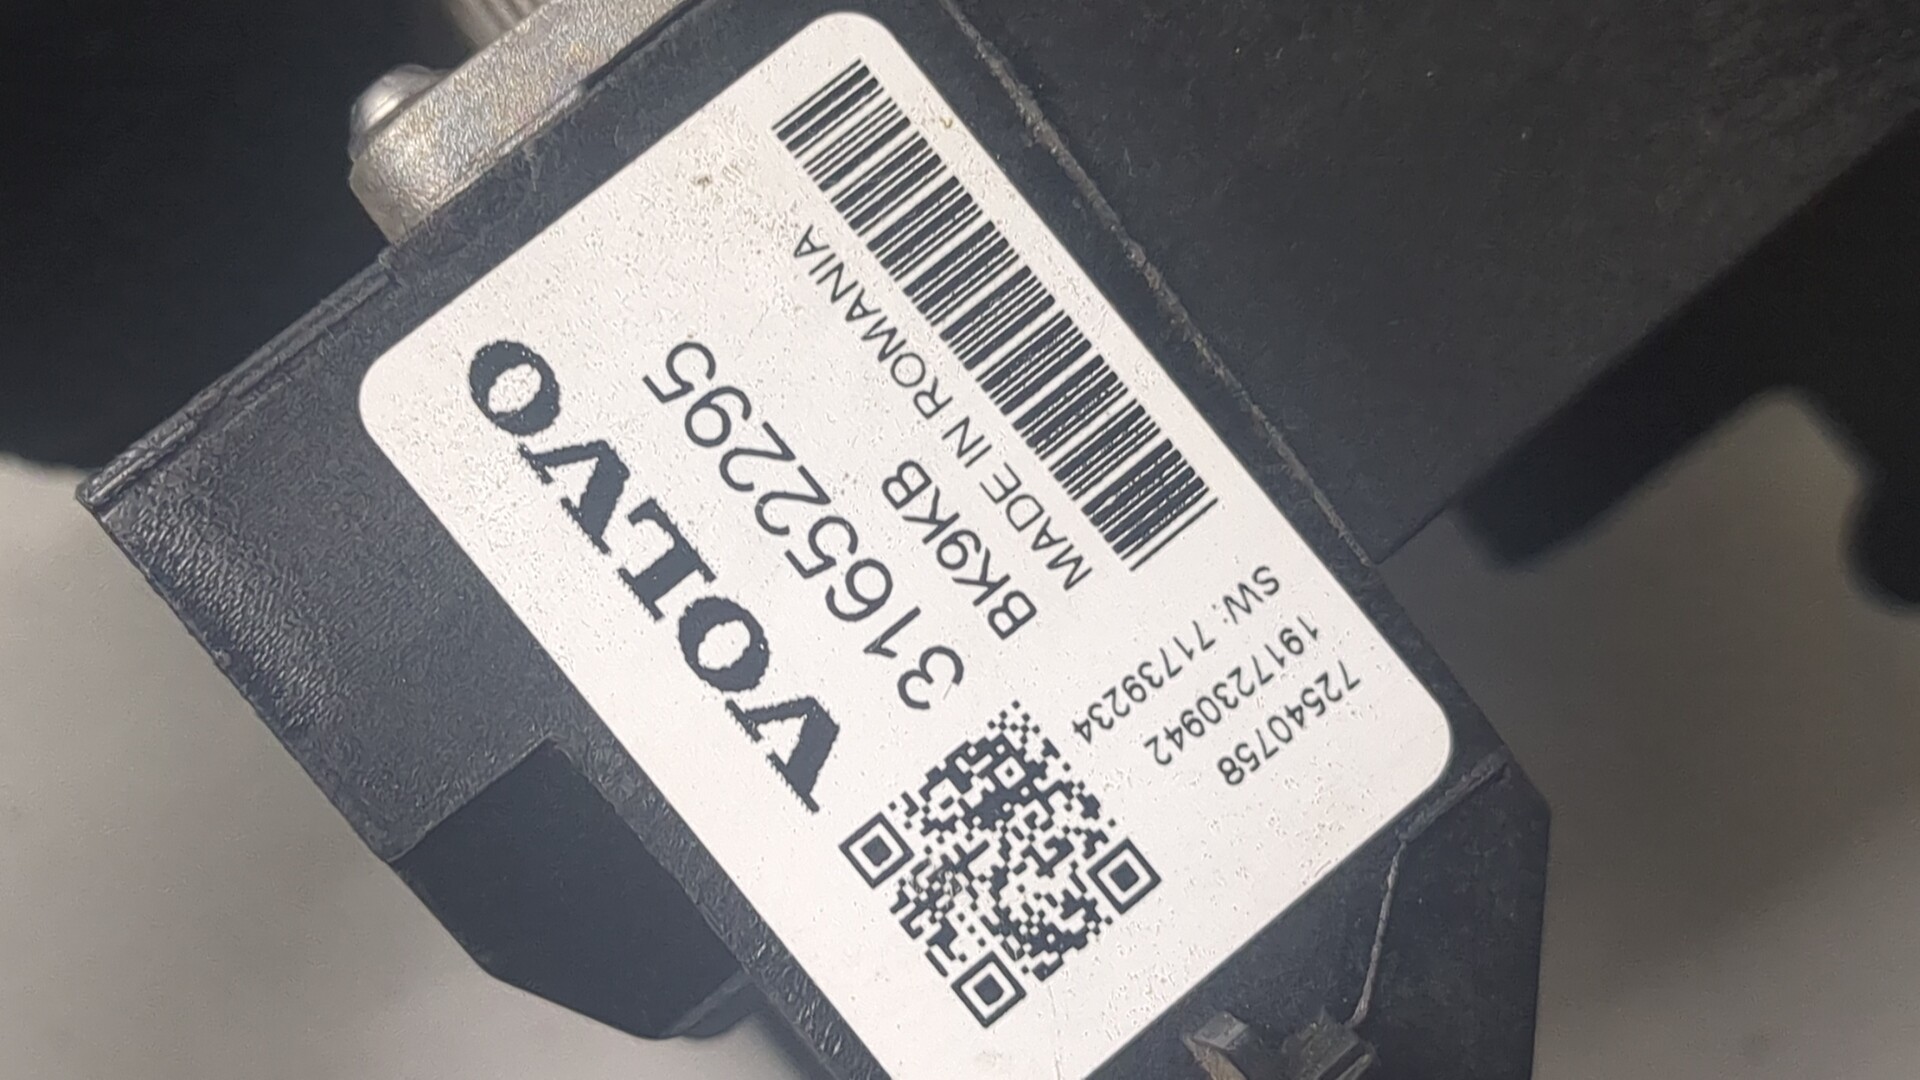 VOLVO
31652295
BK9KB
MADE IN ROMANIA
SW: 71739234
1917230942
72540758